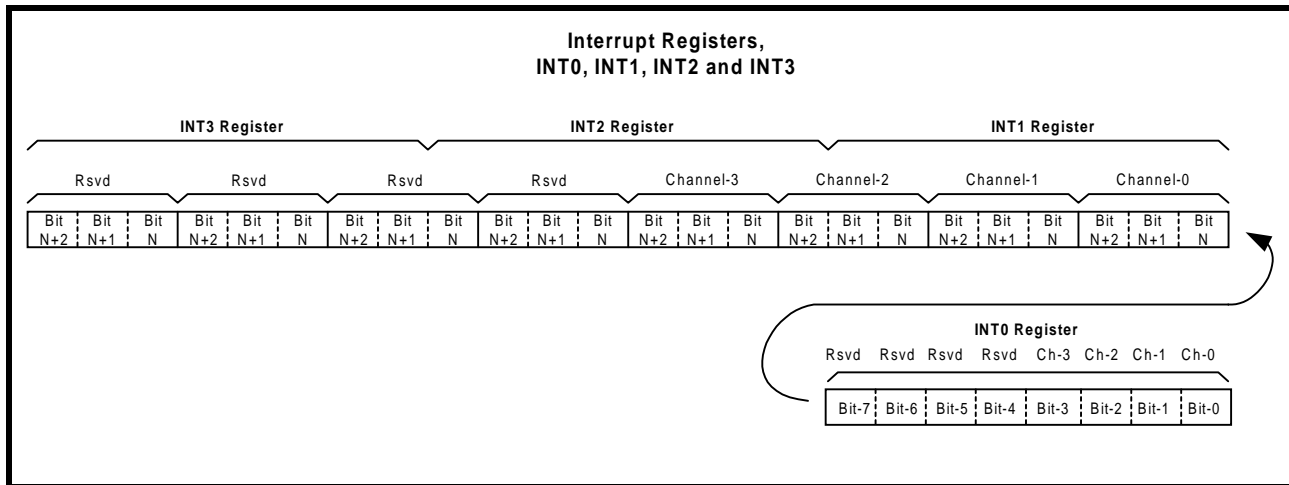 Interrupt Registers,
INT0, INT1, INT2 and INT3
INT3 Register INT2 Register INT1 Register
Rsvd Rsvd Rsvd Rsvd Channel-3 Channel-2 Channel-1 Channel-0
Bit Bit Bit Bit Bit Bit Bit Bit Bit Bit Bit Bit Bit Bit Bit Bit Bit Bit Bit Bit Bit Bit Bit Bit
N+2 N+1 N N+2 N+1 N N+2 N+1 N N+2 N+1 N N+2 N+1 N N+2 N+1 N N+2 N+1 N N+2 N+1 N
INT0 Register
Rsvd Rsvd Rsvd Rsvd Ch-3 Ch-2 Ch-1 Ch-0
Bit-7 Bit-6 Bit-5 Bit-4 Bit-3 Bit-2 Bit-1 Bit-0